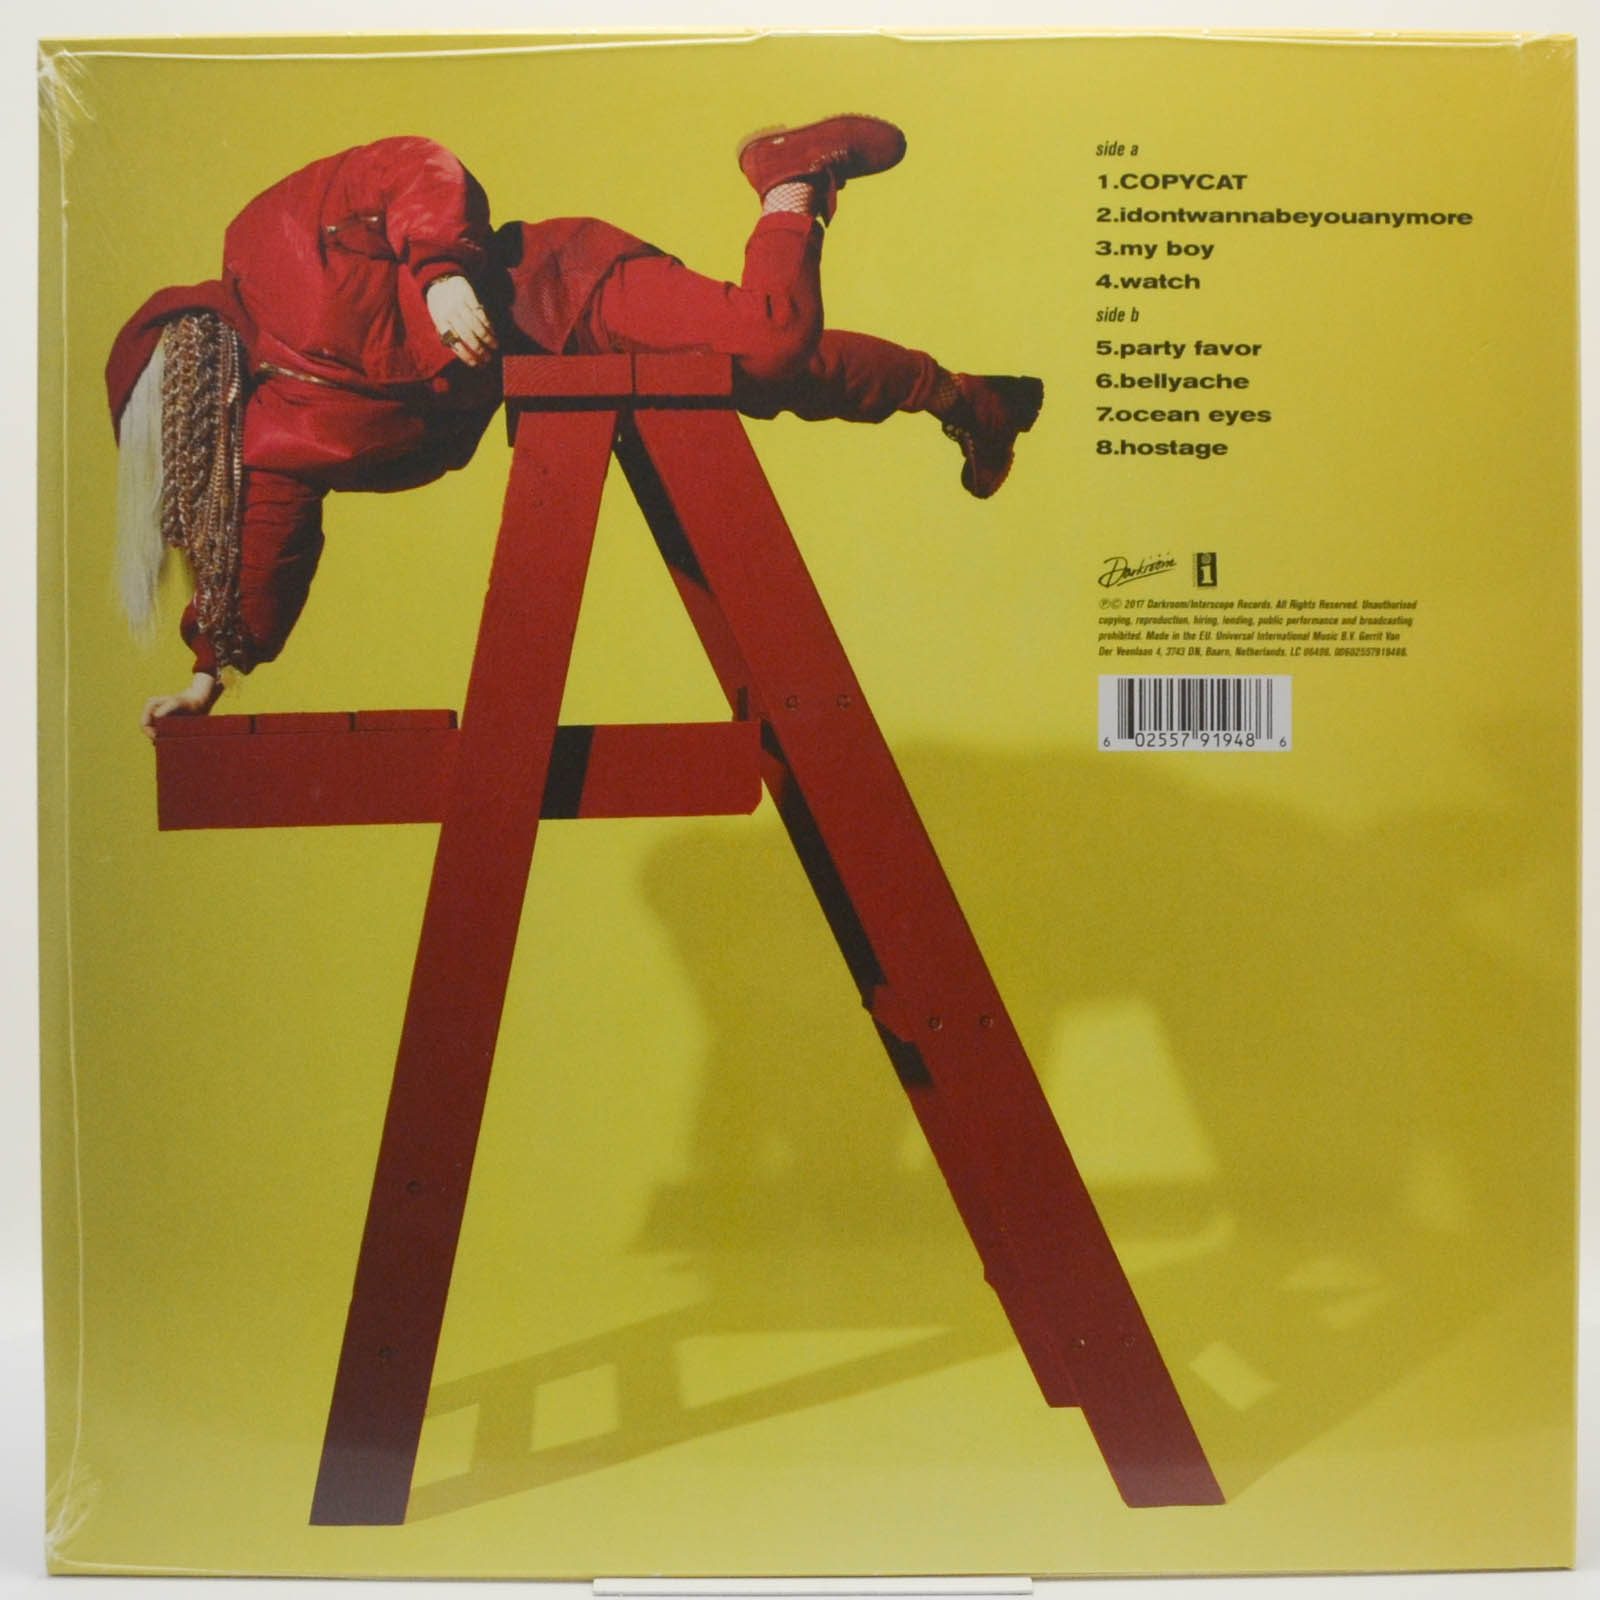 side a
1.COPYCAT
2.idontwannabeyouanymore
3.my boy
4.watch
side b
5.party favor
6.bellyache
7.ocean eyes
8.hostage
Darkroom i
℗© 2017 Darkroom/Interscope Records. All Rights Reserved. Unauthorised
copying, reproduction, hiring, lending, public performance and broadcasting
prohibited. Made in the EU. Universal International Music B.V. Gerrit Van
Der Veenlaan 4, 3743 DN, Baarn, Netherlands. LC 06406. 00602557919486.
6 02557 91948 6